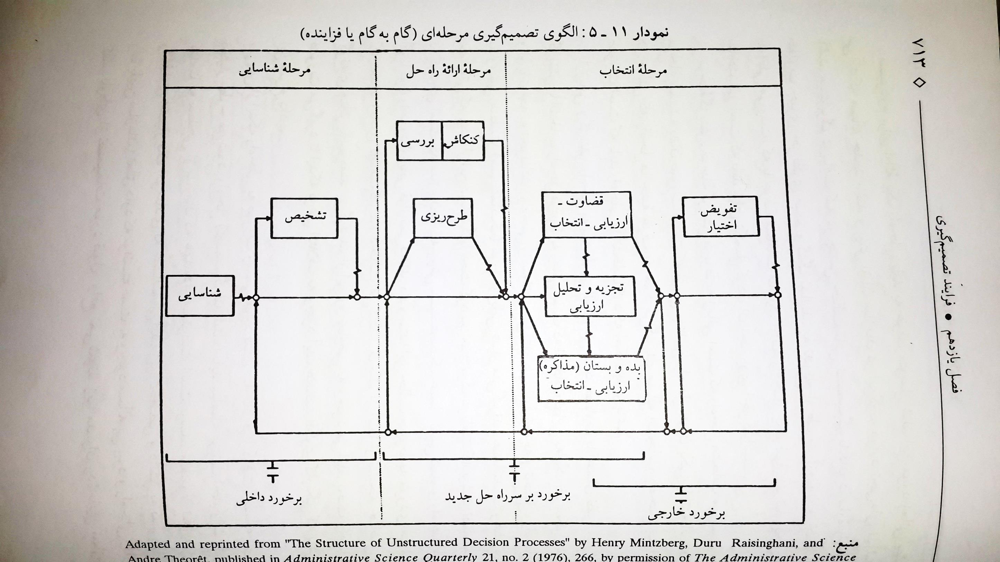 نمودار ۱۱ ـ ۵ : الگوی تصمیم‌گیری مرحله‌ای (گام به گام یا فزاینده)
مرحلهٔ شناسایی
مرحلهٔ ارائهٔ راه حل
مرحلهٔ انتخاب
بررسی
کنکاش
تشخیص
طرح‌ریزی
قضاوت ـ
ارزیابی ـ انتخاب
تفویض
اختیار
شناسایی
تجزیه و تحلیل
ارزیابی
بده و بستان (مذاکره)
ارزیابی ـ انتخاب
برخورد داخلی
برخورد بر سرراه حل جدید
برخورد خارجی
منبع: Adapted and reprinted from "The Structure of Unstructured Decision Processes" by Henry Mintzberg, Duru Raisinghani, and
Andre Theorêt, published in Administrative Science Quarterly 21, no. 2 (1976), 266, by permission of The Administrative Science
۷۱۳ ◇
فصل یازدهم ● فرایند تصمیم‌گیری